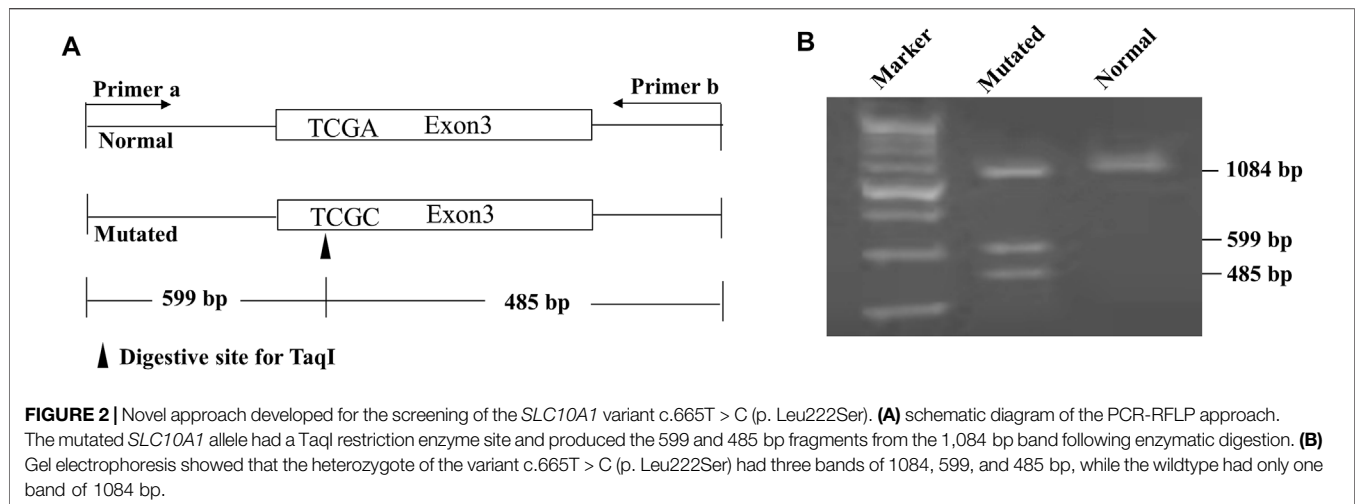 A
Primer a
Primer b
TCGA Exon3
Normal
TCGC Exon3
Mutated
599 bp
485 bp
Digestive site for TaqI
B
Marker
Mutated
Normal
1084 bp
599 bp
485 bp
FIGURE 2 | Novel approach developed for the screening of the SLC10A1 variant c.665T > C (p. Leu222Ser). (A) schematic diagram of the PCR-RFLP approach.
The mutated SLC10A1 allele had a TaqI restriction enzyme site and produced the 599 and 485 bp fragments from the 1,084 bp band following enzymatic digestion. (B)
Gel electrophoresis showed that the heterozygote of the variant c.665T > C (p. Leu222Ser) had three bands of 1084, 599, and 485 bp, while the wildtype had only one
band of 1084 bp.